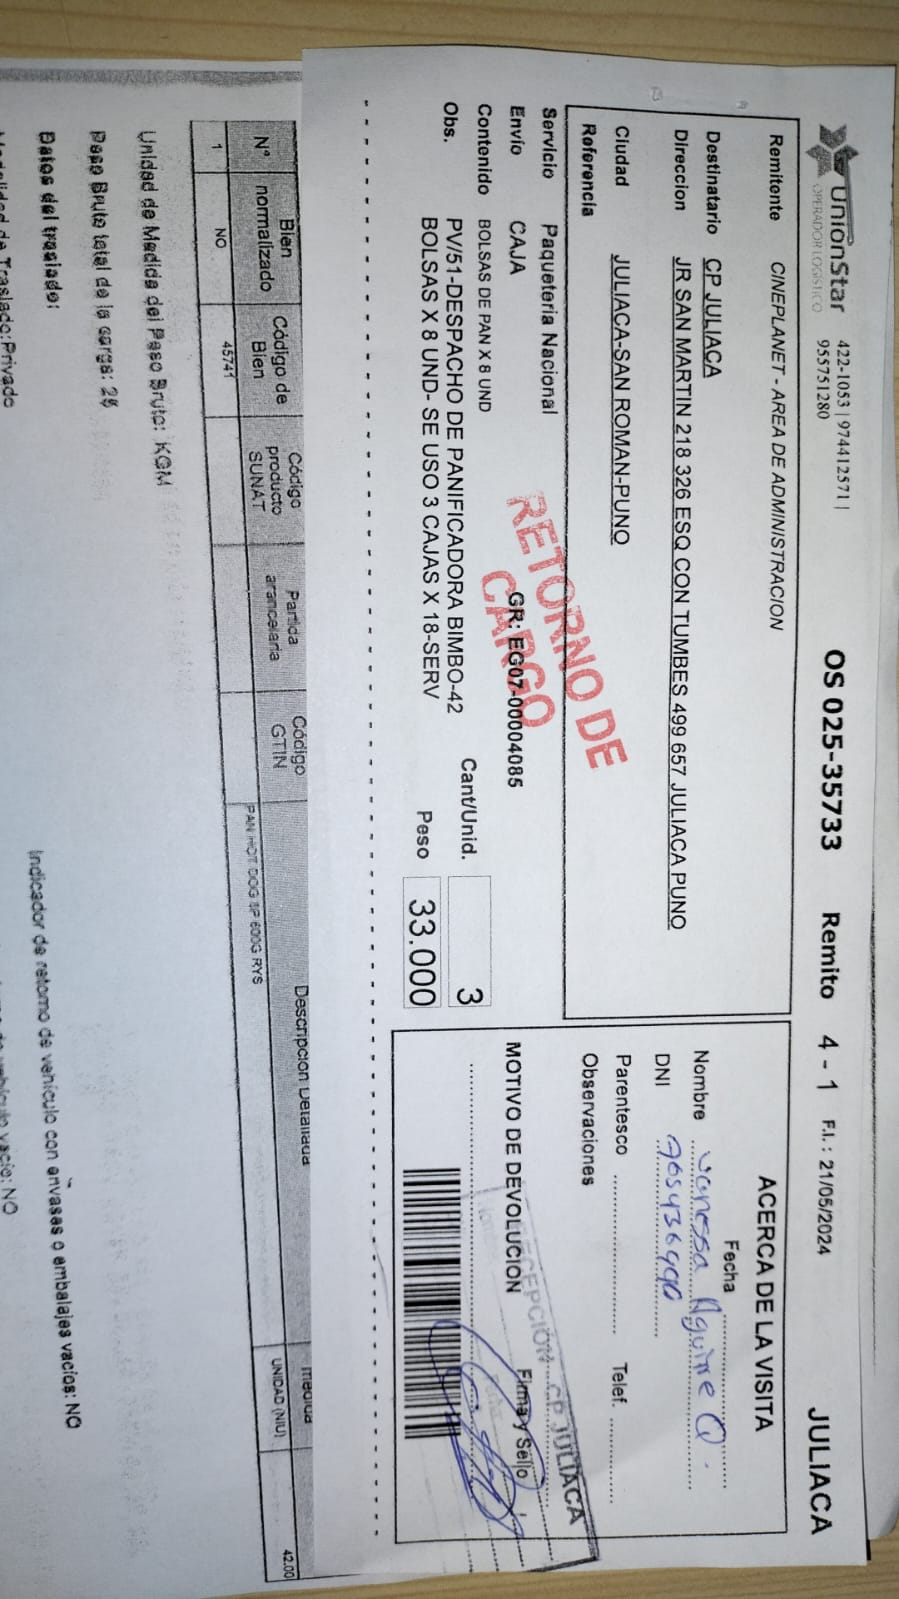 UnionStar
OPERADOR LOGÍSTICO
422-1053 | 974412571 |
955751280
OS 025-35733 Remito 4 - 1 F.I.: 21/05/2024 JULIACA
Remitente CINEPLANET - AREA DE ADMINISTRACION
Destinatario CP JULIACA
Direccion JR SAN MARTIN 218 326 ESQ CON TUMBES 499 657 JULIACA PUNO
Ciudad JULIACA-SAN ROMAN-PUNO
Referencia
Servicio Paqueteria Nacional
Envío CAJA GR: EG07-00004085
RETORNO DE
CARGO
Contenido BOLSAS DE PAN X 8 UND
Cant/Unid. 3
Obs. PV/51-DESPACHO DE PANIFICADORA BIMBO-42
BOLSAS X 8 UND- SE USO 3 CAJAS X 18-SERV
Peso 33.000
ACERCA DE LA VISITA
Fecha
Nombre Vanessa Aguirre Q.
DNI
Parentesco Telef.
Observaciones
RECEPCIÓN CP JULIACA
Firma y Sello
MOTIVO DE DEVOLUCION
N° Bien normalizado Código de Bien Código producto SUNAT Partida arancelaria Código GTIN Descripción Detallada medida
1 NO 45741 PAN HOT DOG 8P 600G RYS UNIDAD (NIU) 42.00
Unidad de Medida del Peso Bruto: KGM
Peso Bruto total de la carga: 25
Datos del traslado:
Indicador de retorno de vehículo con envases o embalajes vacíos: NO
Modalidad de Traslado: Privado
vacío: NO